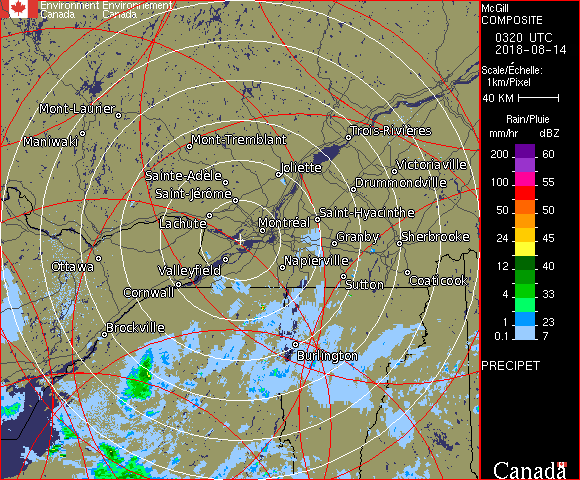 Environment Environnement
Canada Canada
McGill
COMPOSITE
0320 UTC
2018-08-14
Scale/Échelle:
1km/Pixel
40 KM
Rain/Pluie
mm/hr dBZ
200 60
150 57
100 55
50 50
24 45
12 40
4 33
1 23
0.1 7
PRECIPET
Canada
Mont-Laurier
Maniwaki
Mont-Tremblant
Trois-Rivières
Joliette
Victoriaville
Sainte-Adèle
Drummondville
Saint-Jérôme
Saint-Hyacinthe
Lachute
Montréal
Granby
Sherbrooke
Ottawa
Valleyfield
Napierville
Cornwall
Sutton
Coaticook
Brockville
Burlington